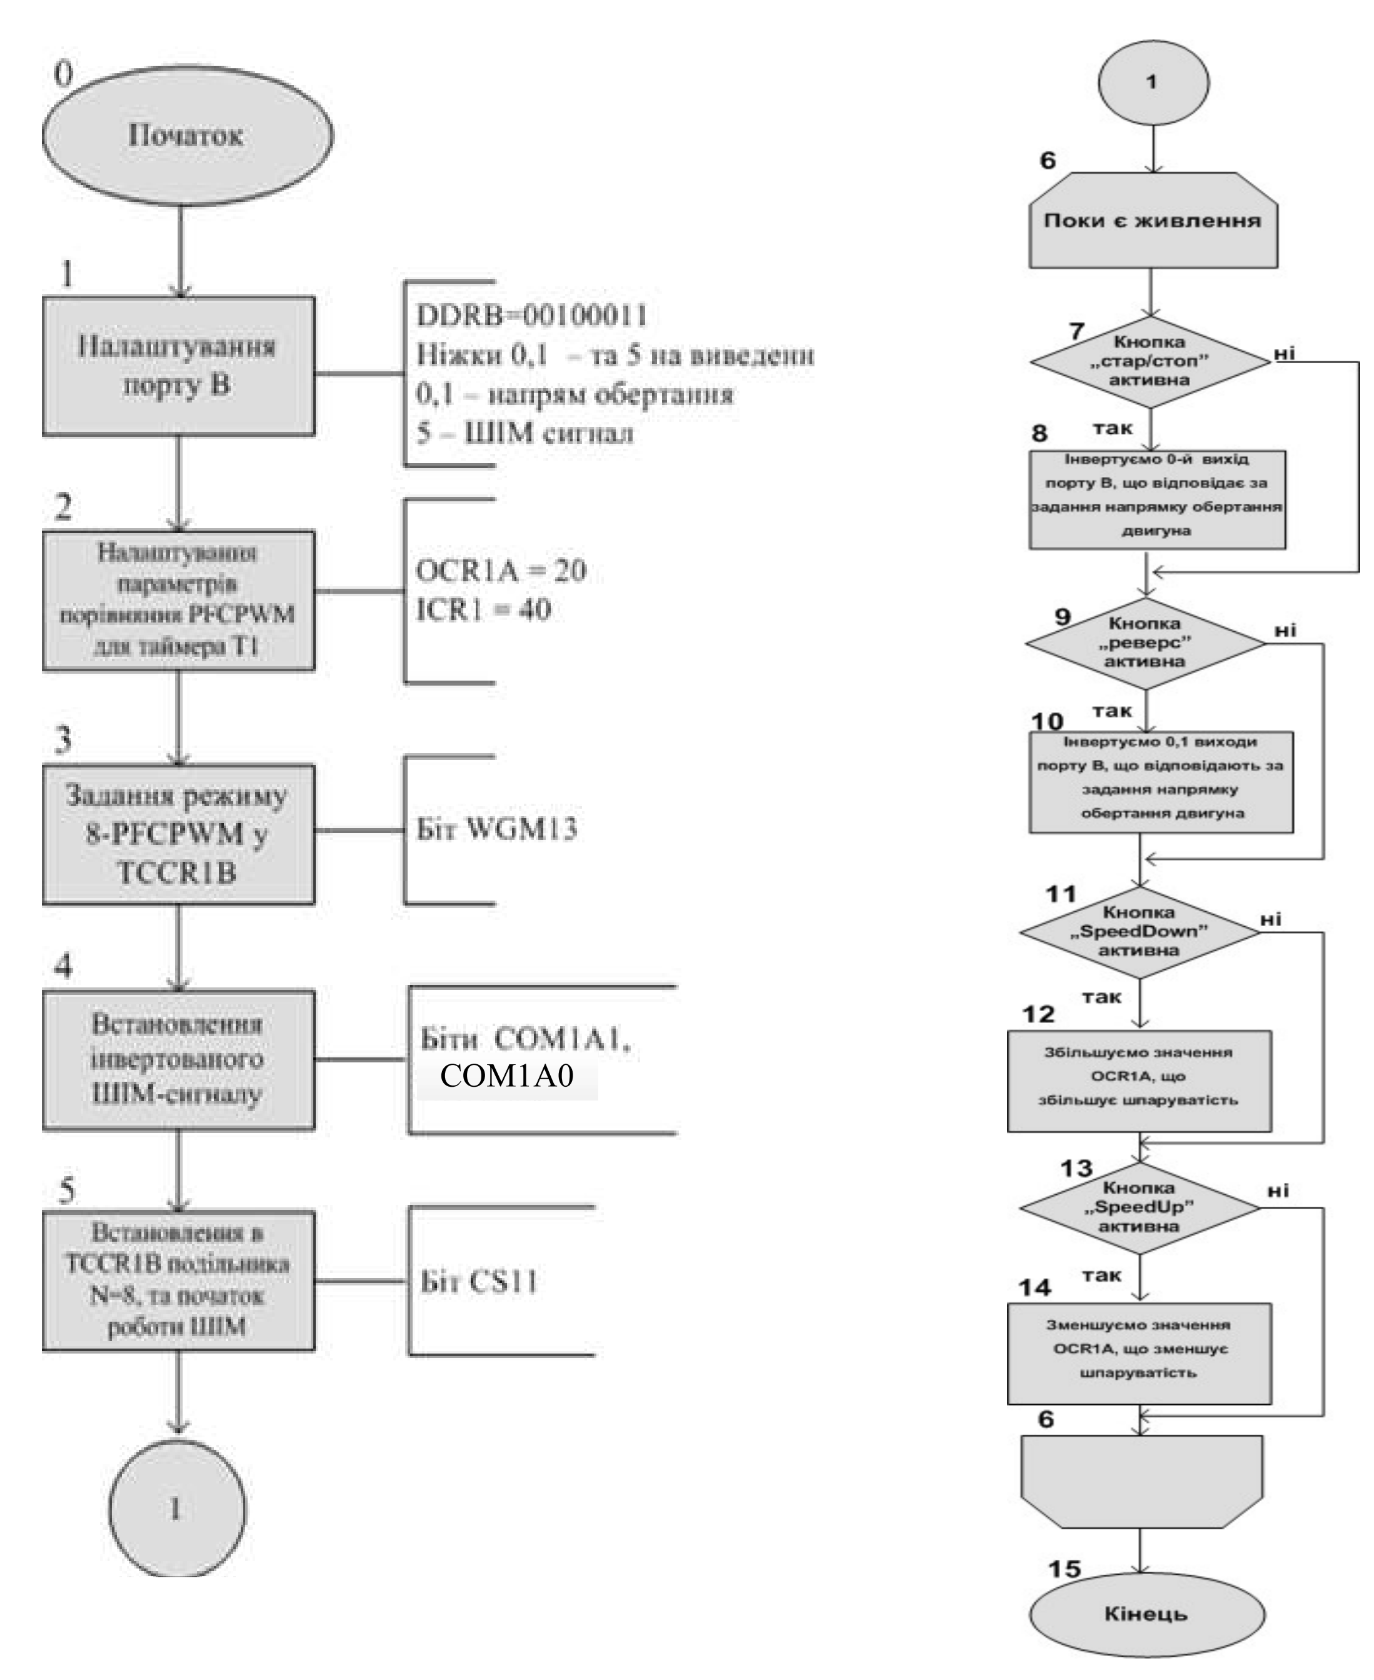 0
Початок
1
Налаштування
порту В
DDRB=00100011
Ніжки 0,1 – та 5 на виведенн
0,1 – напрям обертання
5 – ШІМ сигнал
2
Налаштування
параметрів
порівняння PFCPWM
для таймера T1
OCR1A = 20
ICR1 = 40
3
Задання режиму
8-PFCPWM у
TCCR1B
Біт WGM13
4
Встановлення
інвертованого
ШІМ-сигналу
Біти COM1A1,
COM1A0
5
Встановлення в
TCCR1B подільника
N=8, та початок
роботи ШІМ
Біт CS11
1
1
6
Поки є живлення
7
Кнопка
„стар/стоп”
активна
ні
так
8
Інвертуємо 0-й вихід
порту В, що відповідає за
задання напрямку обертання
двигуна
9
Кнопка
„реверс”
активна
ні
так
10
Інвертуємо 0,1 виходи
порту В, що відповідають за
задання напрямку
обертання двигуна
11
Кнопка
„SpeedDown”
активна
ні
так
12
Збільшуємо значення
OCR1A, що
збільшує шпаруватість
13
Кнопка
„SpeedUp”
активна
ні
так
14
Зменшуємо значення
OCR1A, що зменшує
шпаруватість
6
15
Кінець